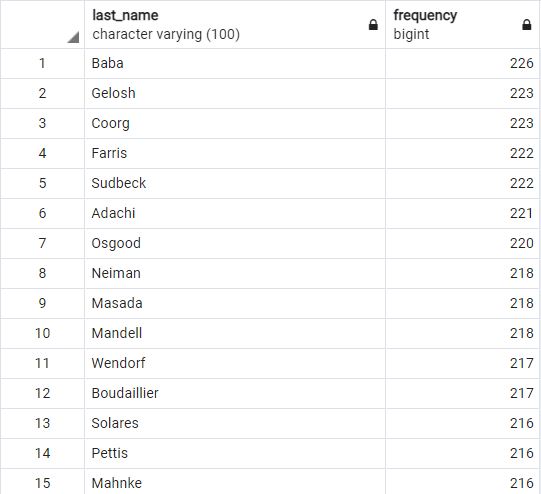 last_name frequency
character varying (100) bigint
1 Baba 226
2 Gelosh 223
3 Coorg 223
4 Farris 222
5 Sudbeck 222
6 Adachi 221
7 Osgood 220
8 Neiman 218
9 Masada 218
10 Mandell 218
11 Wendorf 217
12 Boudaillier 217
13 Solares 216
14 Pettis 216
15 Mahnke 216